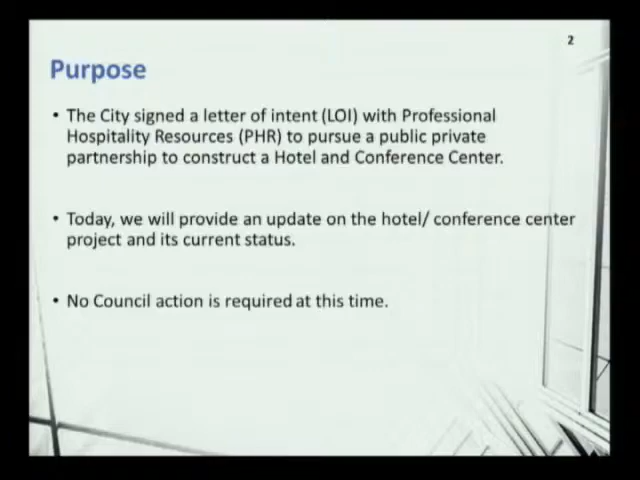 2
Purpose
• The City signed a letter of intent (LOI) with Professional
Hospitality Resources (PHR) to pursue a public private
partnership to construct a Hotel and Conference Center.
• Today, we will provide an update on the hotel/ conference center
project and its current status.
• No Council action is required at this time.